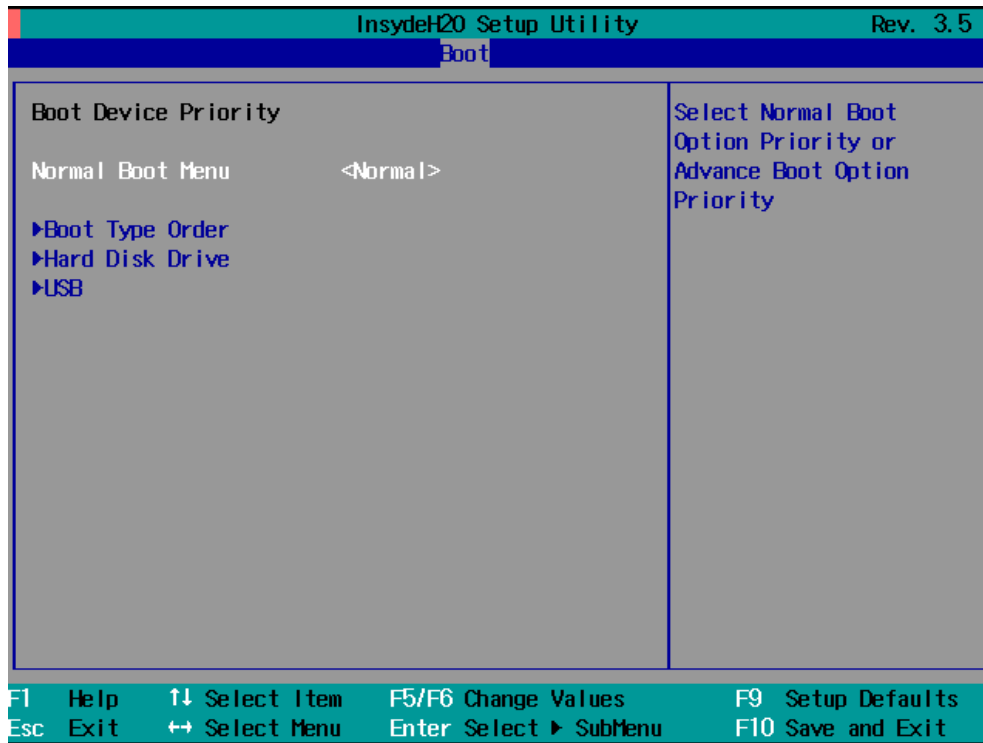 InsydeH20 Setup Utility Rev. 3.5
Boot
Boot Device Priority
Normal Boot Menu <Normal>
▶Boot Type Order
▶Hard Disk Drive
▶USB
Select Normal Boot
Option Priority or
Advance Boot Option
Priority
F1 Help ↑↓ Select Item F5/F6 Change Values F9 Setup Defaults
Esc Exit ↔ Select Menu Enter Select ▶ SubMenu F10 Save and Exit